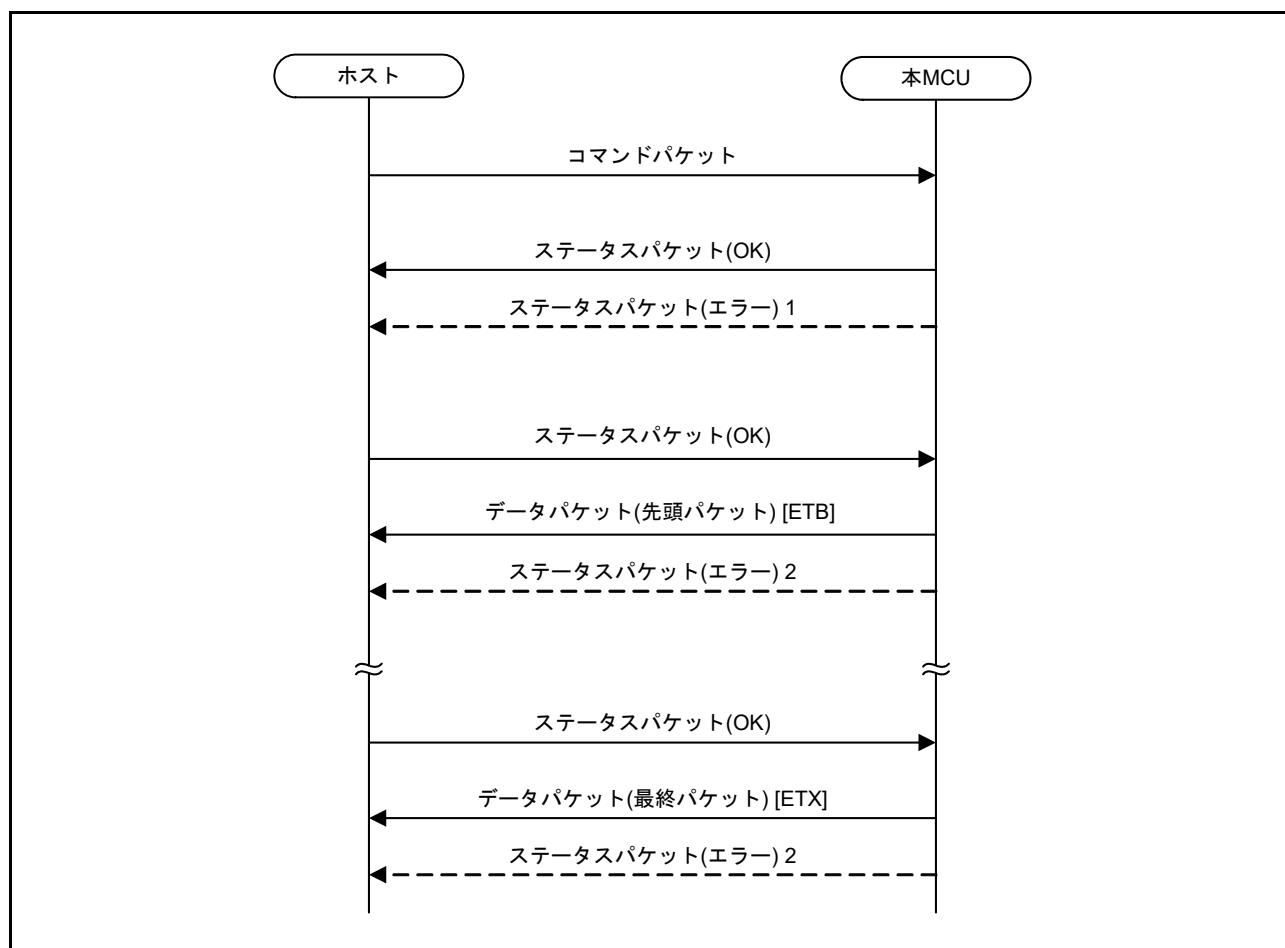 ホスト
本MCU
コマンドパケット
ステータスパケット(OK)
ステータスパケット(エラー) 1
ステータスパケット(OK)
データパケット(先頭パケット) [ETB]
ステータスパケット(エラー) 2
ステータスパケット(OK)
データパケット(最終パケット) [ETX]
ステータスパケット(エラー) 2